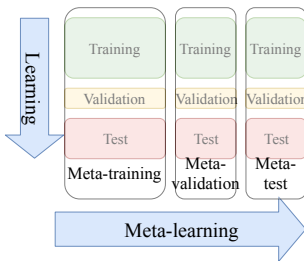 Learning
Training Training Training
Validation Validation Validation
Test Test Test
Meta-training Meta-validation Meta-test
Meta-learning